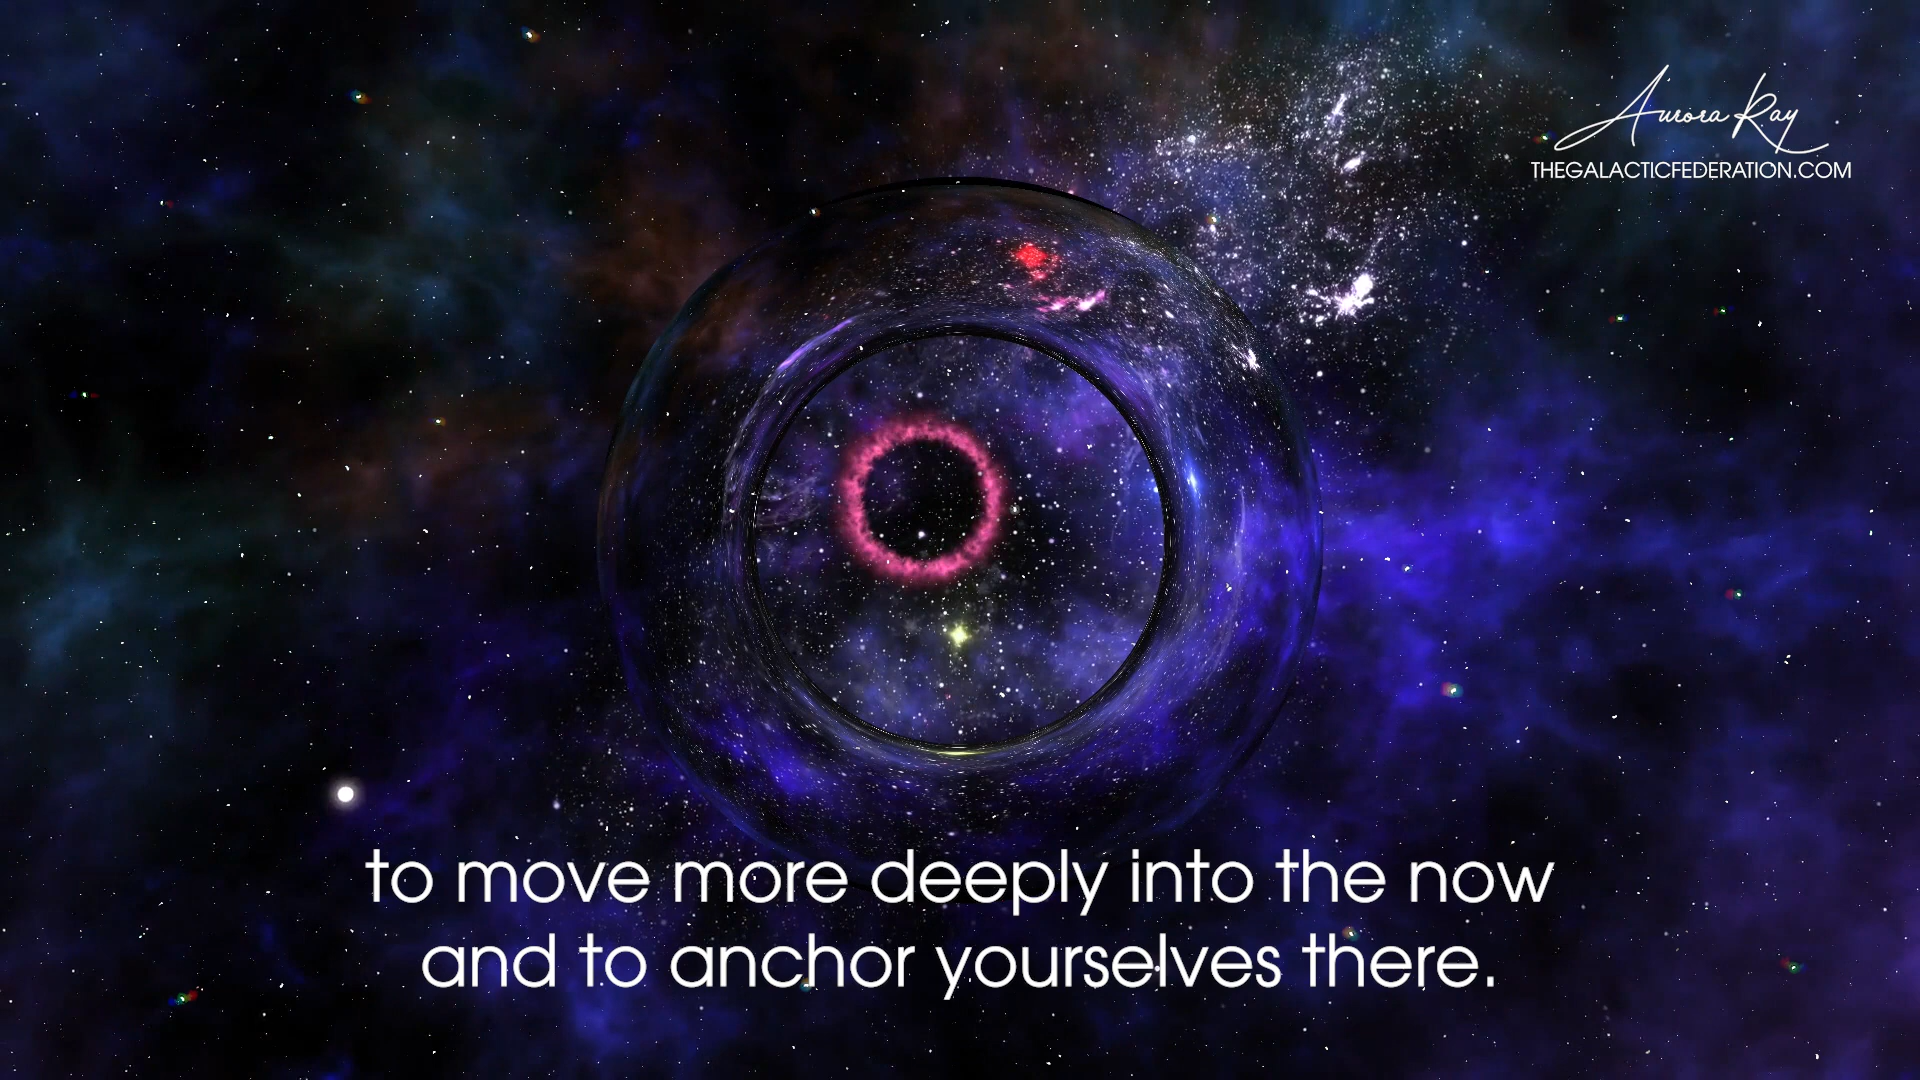 Aurora Ray
THEGALACTICFEDERATION.COM
to move more deeply into the now
and to anchor yourselves there.